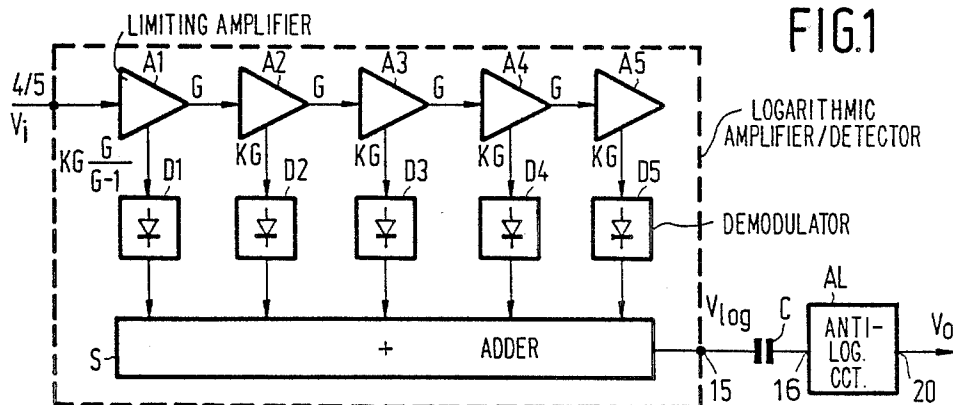 FIG.1
LIMITING AMPLIFIER
A1 A2 A3 A4 A5
4/5
G G G G
Vi
LOGARITHMIC
AMPLIFIER/DETECTOR
KG G/G-1 KG KG KG KG
D1 D2 D3 D4 D5
DEMODULATOR
Vlog C AL
S + ADDER
ANTI-
LOG.
CCT.
Vo
15 16 20